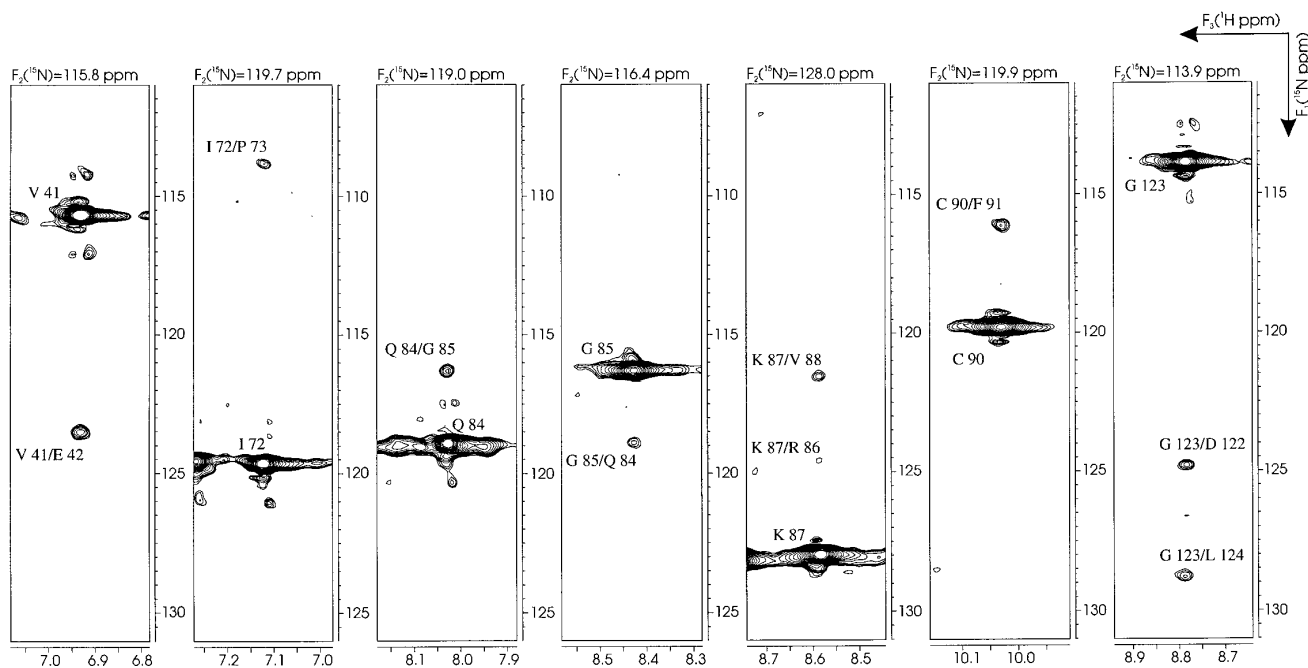 F₃(¹H ppm)
F₁(¹⁵N ppm)
F₂(¹⁵N)=115.8 ppm
V 41
V 41/E 42
115
120
125
130
7.0 6.9 6.8
F₂(¹⁵N)=119.7 ppm
I 72/P 73
I 72
110
115
120
125
7.2 7.1 7.0
F₂(¹⁵N)=119.0 ppm
Q 84/G 85
Q 84
110
115
120
125
8.1 8.0 7.9
F₂(¹⁵N)=116.4 ppm
G 85
G 85/Q 84
110
115
120
125
8.5 8.4 8.3
F₂(¹⁵N)=128.0 ppm
K 87/V 88
K 87/R 86
K 87
115
120
125
130
8.7 8.6 8.5
F₂(¹⁵N)=119.9 ppm
C 90/F 91
C 90
115
120
125
130
10.1 10.0
F₂(¹⁵N)=113.9 ppm
G 123
G 123/D 122
G 123/L 124
115
120
125
130
8.9 8.8 8.7